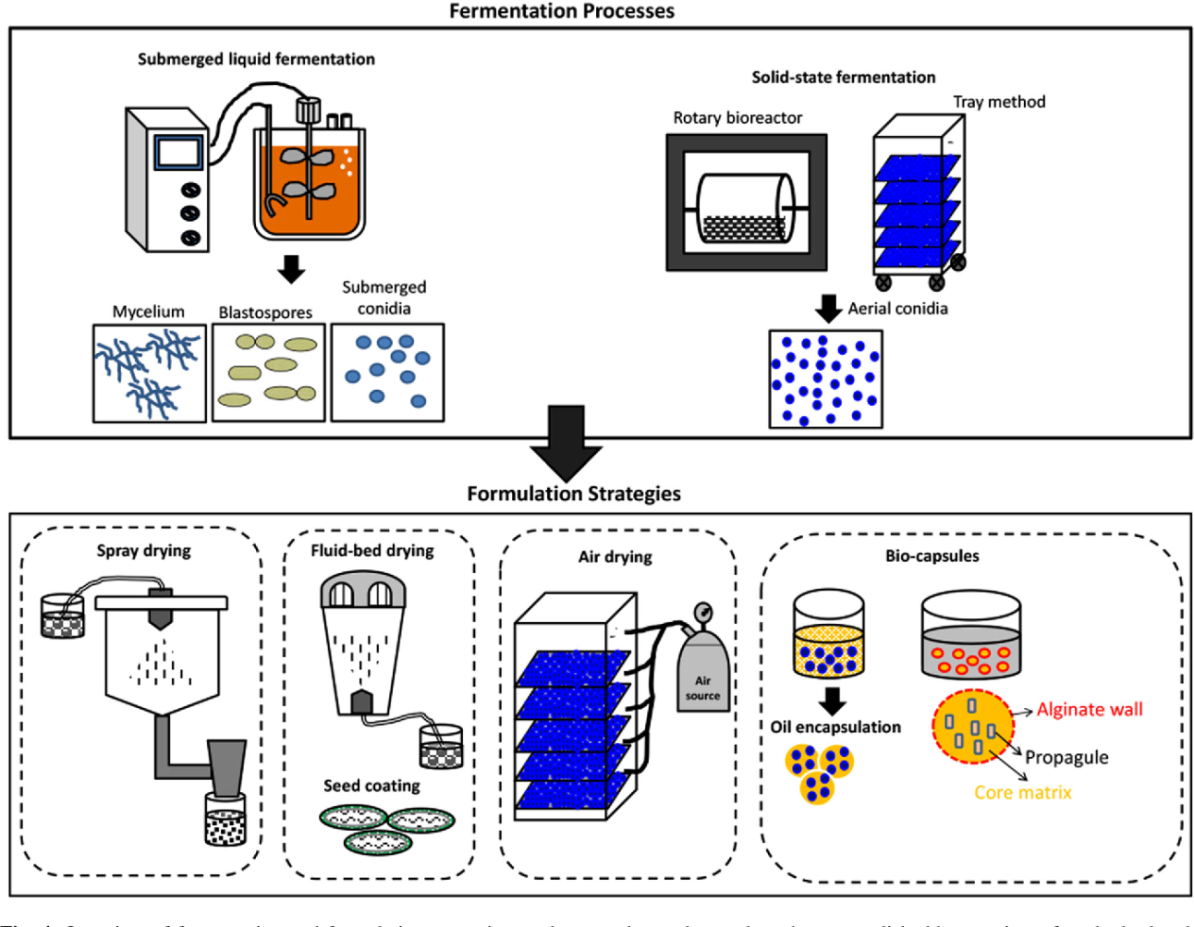 Fermentation Processes
Submerged liquid fermentation
Solid-state fermentation
Rotary bioreactor
Tray method
Mycelium
Blastospores
Submerged
conidia
Aerial conidia
Formulation Strategies
Spray drying
Fluid-bed drying
Seed coating
Air drying
Air
source
Bio-capsules
Oil encapsulation
Alginate wall
Propagule
Core matrix